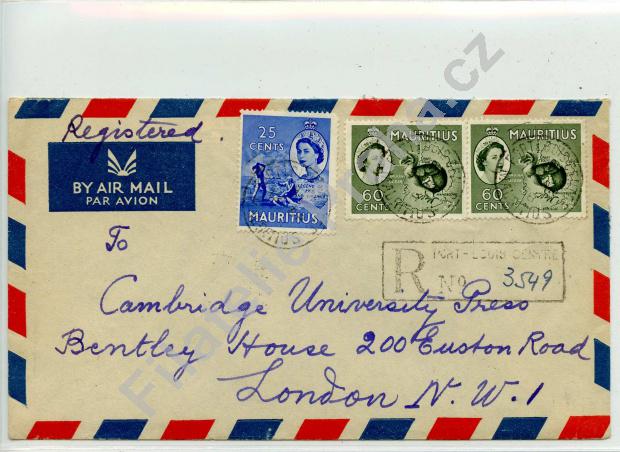 Registered.
BY AIR MAIL
PAR AVION
25
CENTS
MAURITIUS
MAURITIUS
60
CENTS
MAURITIUS
60
CENTS
R
PORT-LOUIS CENTRE
No 3549
To
Cambridge University Press
Bentley House 200 Euston Road
London N.W.1